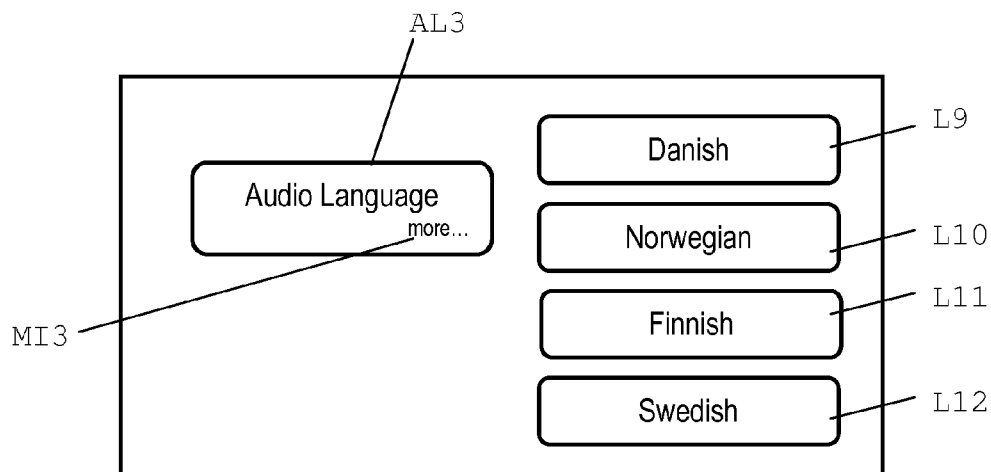 AL3
L9
Danish
Audio Language
more...
Norwegian
L10
L11
MI3
Finnish
Swedish
L12